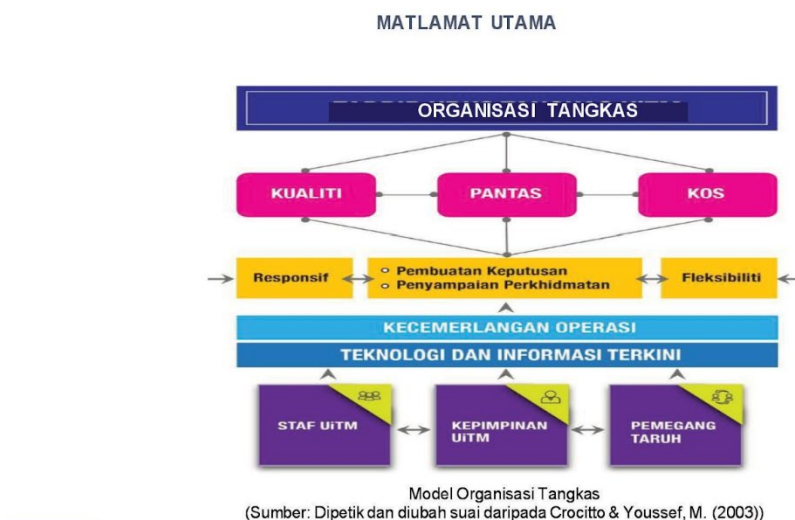 MATLAMAT UTAMA
ORGANISASI TANGKAS
KUALITI
PANTAS
KOS
Responsif
Pembuatan Keputusan
Penyampaian Perkhidmatan
Fleksibiliti
KECEMERLANGAN OPERASI
TEKNOLOGI DAN INFORMASI TERKINI
STAF UiTM
KEPIMPINAN
UiTM
PEMEGANG
TARUH
Model Organisasi Tangkas
(Sumber: Dipetik dan diubah suai daripada Crocitto & Youssef, M. (2003))